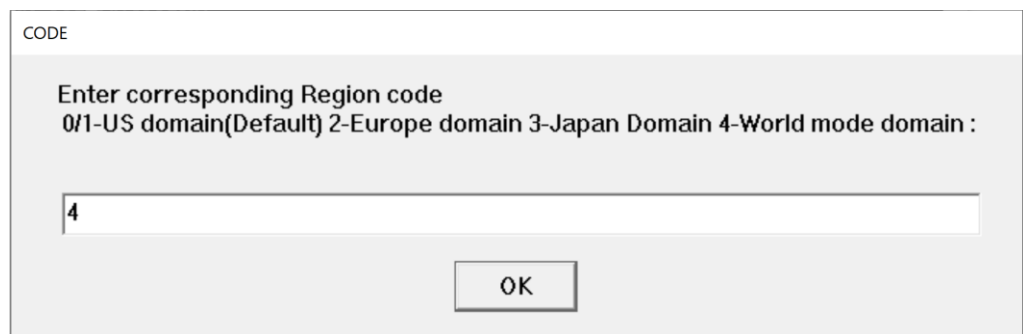 CODE
Enter corresponding Region code
0/1-US domain(Default) 2-Europe domain 3-Japan Domain 4-World mode domain :
4
OK